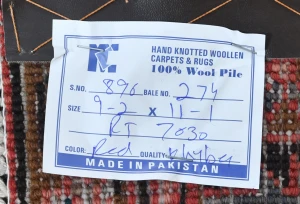 HAND KNOTTED WOOLLEN
CARPETS & RUGS
100% Wool Pile
S.NO. 896 BALE NO. 274
SIZE 9-2 x 11-1
RT 7030
COLOR: Red QUALITY:
MADE IN PAKISTAN